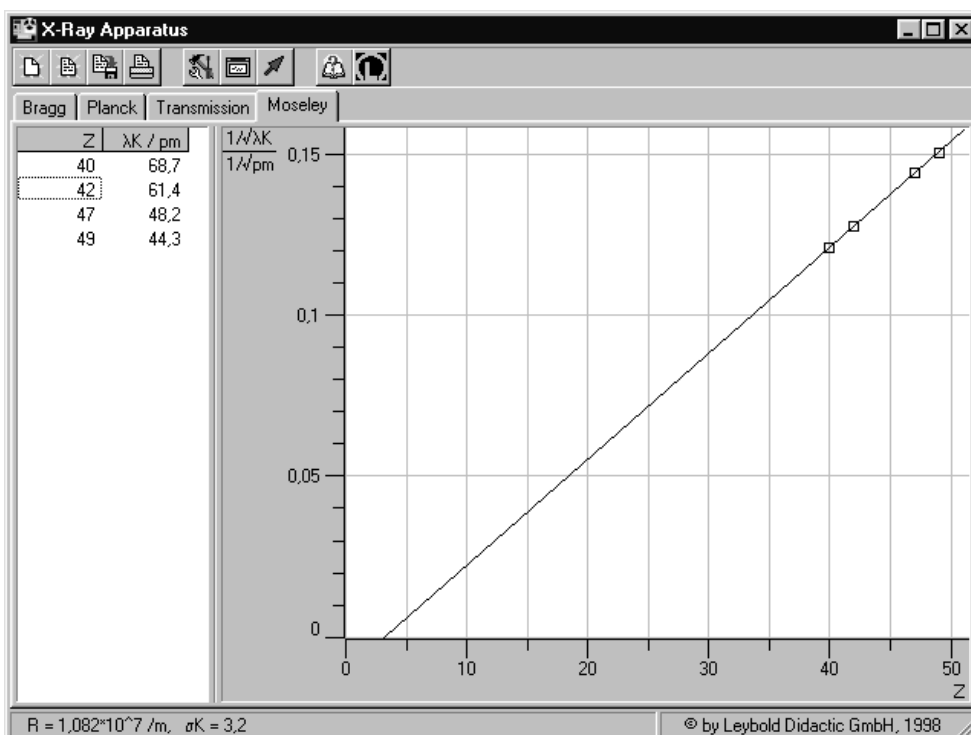 X-Ray Apparatus
Bragg Planck Transmission Moseley
Z λK / pm
40 68,7
42 61,4
47 48,2
49 44,3
1/√λK
1/√pm
0,15
0,1
0,05
0
0 10 20 30 40 50
Z
R = 1,082*10^7 /m, σK = 3,2
© by Leybold Didactic GmbH, 1998